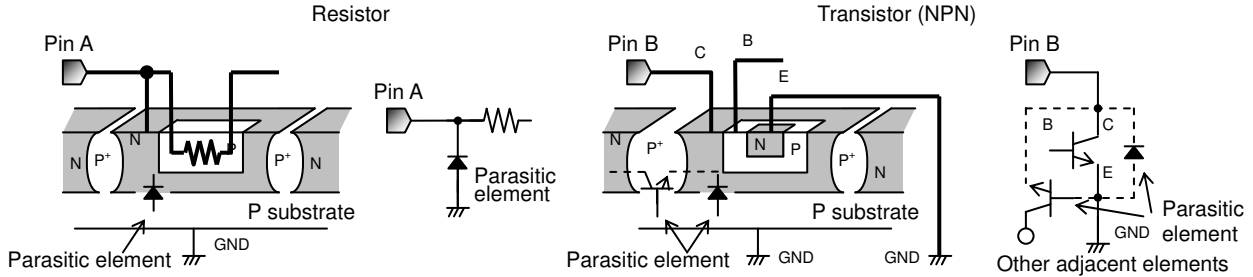 Resistor
Pin A
N
N
P+
P
P+
N
Parasitic element
P substrate
GND
Pin A
Parasitic
element
Transistor (NPN)
Pin B
C
B
E
N
P+
N
P
P+
N
P substrate
Parasitic element
GND
GND
Pin B
B
C
E
GND
Parasitic
element
Other adjacent elements